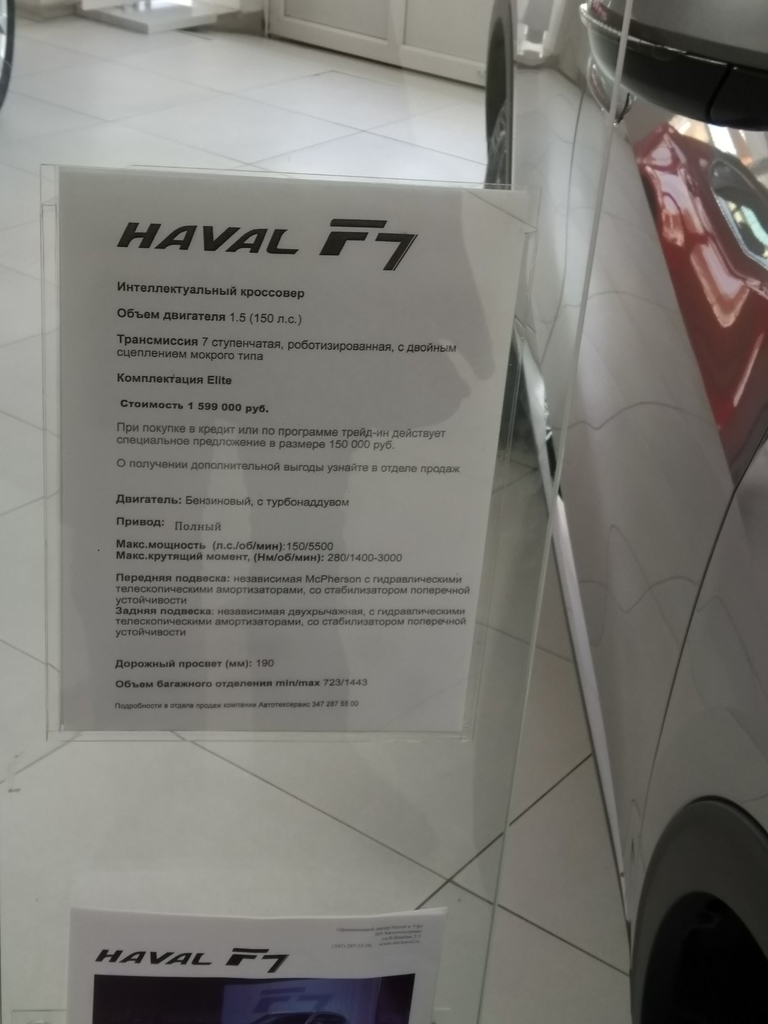 HAVAL F7
Интеллектуальный кроссовер
Объем двигателя 1.5 (150 л.с.)
Трансмиссия 7 ступенчатая, роботизированная, с двойным
сцеплением мокрого типа
Комплектация Elite
Стоимость 1 599 000 руб.
При покупке в кредит или по программе трейд-ин действует
специальное предложение в размере 150 000 руб.
О получении дополнительной выгоды узнайте в отделе продаж
Двигатель: Бензиновый, с турбонаддувом
Привод: Полный
Макс.мощность (л.с./об/мин):150/5500
Макс.крутящий момент, (Нм/об/мин): 280/1400-3000
Передняя подвеска: независимая McPherson с гидравлическими
телескопическими амортизаторами, со стабилизатором поперечной
устойчивости
Задняя подвеска: независимая двухрычажная, с гидравлическими
телескопическими амортизаторами, со стабилизатором поперечной
устойчивости
Дорожный просвет (мм): 190
Объем багажного отделения min/max 723/1443
Подробности в отделе продаж компании Автотехсервис 347 287 55 00
HAVAL F7